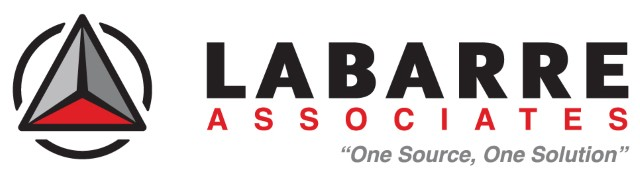 LABARRE
ASSOCIATES
“One Source, One Solution”